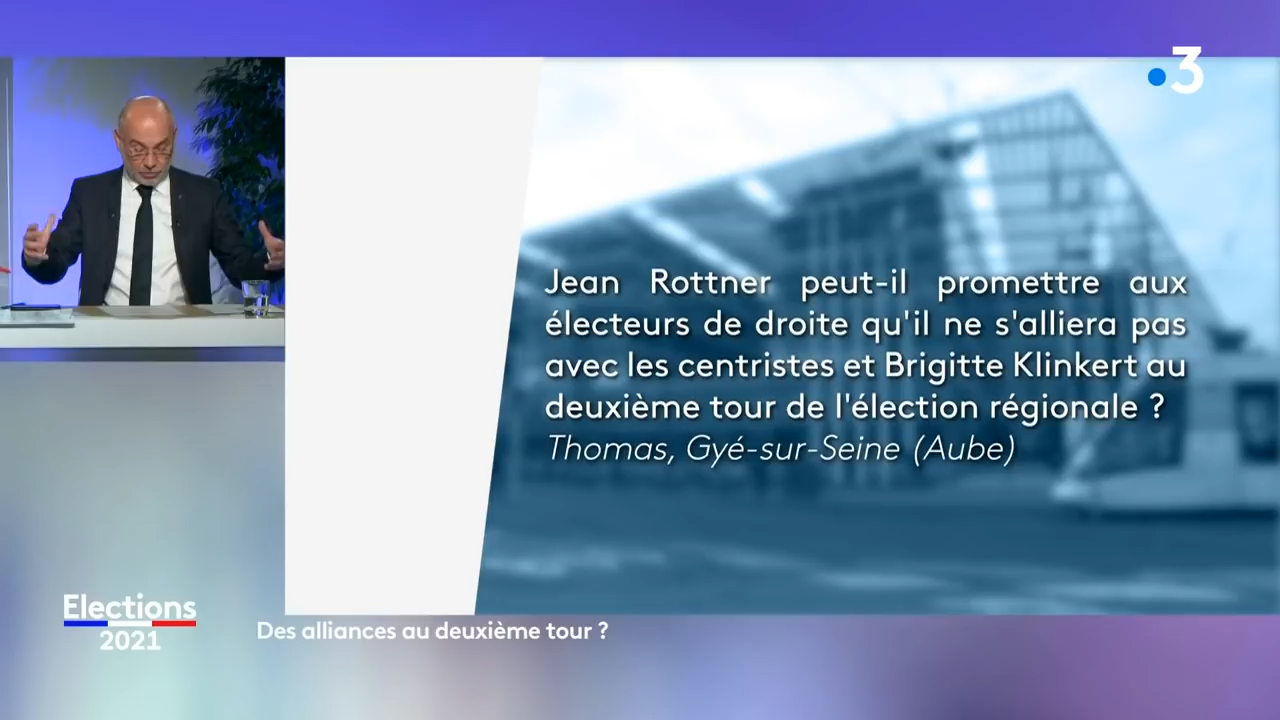 3
Jean Rottner peut-il promettre aux
électeurs de droite qu'il ne s'alliera pas
avec les centristes et Brigitte Klinkert au
deuxième tour de l'élection régionale ?
Thomas, Gyé-sur-Seine (Aube)
Elections
2021
Des alliances au deuxième tour ?